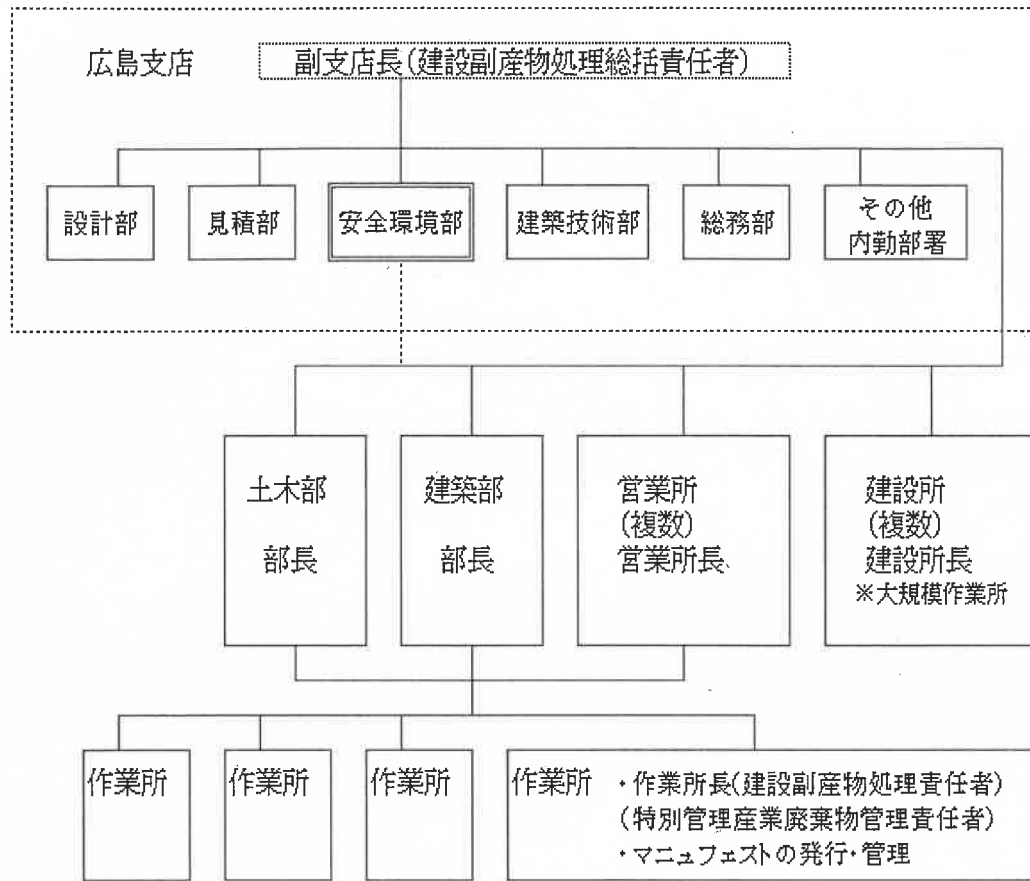 広島支店
副支店長(建設副産物処理総括責任者)
設計部
見積部
安全環境部
建築技術部
総務部
その他
内勤部署
土木部
部長
建築部
部長
営業所
(複数)
営業所長
建設所
(複数)
建設所長
※大規模作業所
作業所
作業所
作業所
作業所
・作業所長(建設副産物処理責任者)
(特別管理産業廃棄物管理責任者)
・マニュフェストの発行・管理